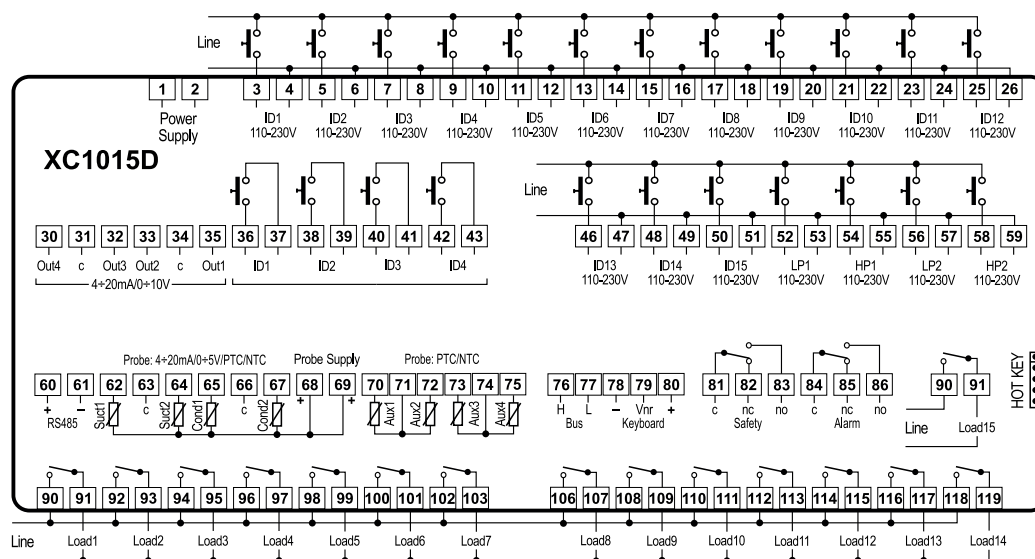 Line
1 2 3 4 5 6 7 8 9 10 11 12 13 14 15 16 17 18 19 20 21 22 23 24 25 26
Power Supply
ID1 ID2 ID3 ID4 ID5 ID6 ID7 ID8 ID9 ID10 ID11 ID12
110-230V 110-230V 110-230V 110-230V 110-230V 110-230V 110-230V 110-230V 110-230V 110-230V 110-230V 110-230V
XC1015D
Line
30 31 32 33 34 35 36 37 38 39 40 41 42 43 46 47 48 49 50 51 52 53 54 55 56 57 58 59
Out4 c Out3 Out2 c Out1 ID1 ID2 ID3 ID4 ID13 ID14 ID15 LP1 HP1 LP2 HP2
4÷20mA/0÷10V 110-230V 110-230V 110-230V 110-230V 110-230V 110-230V 110-230V
Probe: 4÷20mA/0÷5V/PTC/NTC Probe Supply Probe: PTC/NTC
60 61 62 63 64 65 66 67 68 69 70 71 72 73 74 75 76 77 78 79 80 81 82 83 84 85 86 90 91
HOT KEY
+ − Suct1 c Suct2 Cond1 c Cond2 + + Aux1 Aux2 Aux3 Aux4 H L − Vnr + c nc no c nc no
RS485 Bus Keyboard Safety Alarm Line Load15
90 91 92 93 94 95 96 97 98 99 100 101 102 103 106 107 108 109 110 111 112 113 114 115 116 117 118 119
Line Load1 Load2 Load3 Load4 Load5 Load6 Load7 Load8 Load9 Load10 Load11 Load12 Load13 Load14